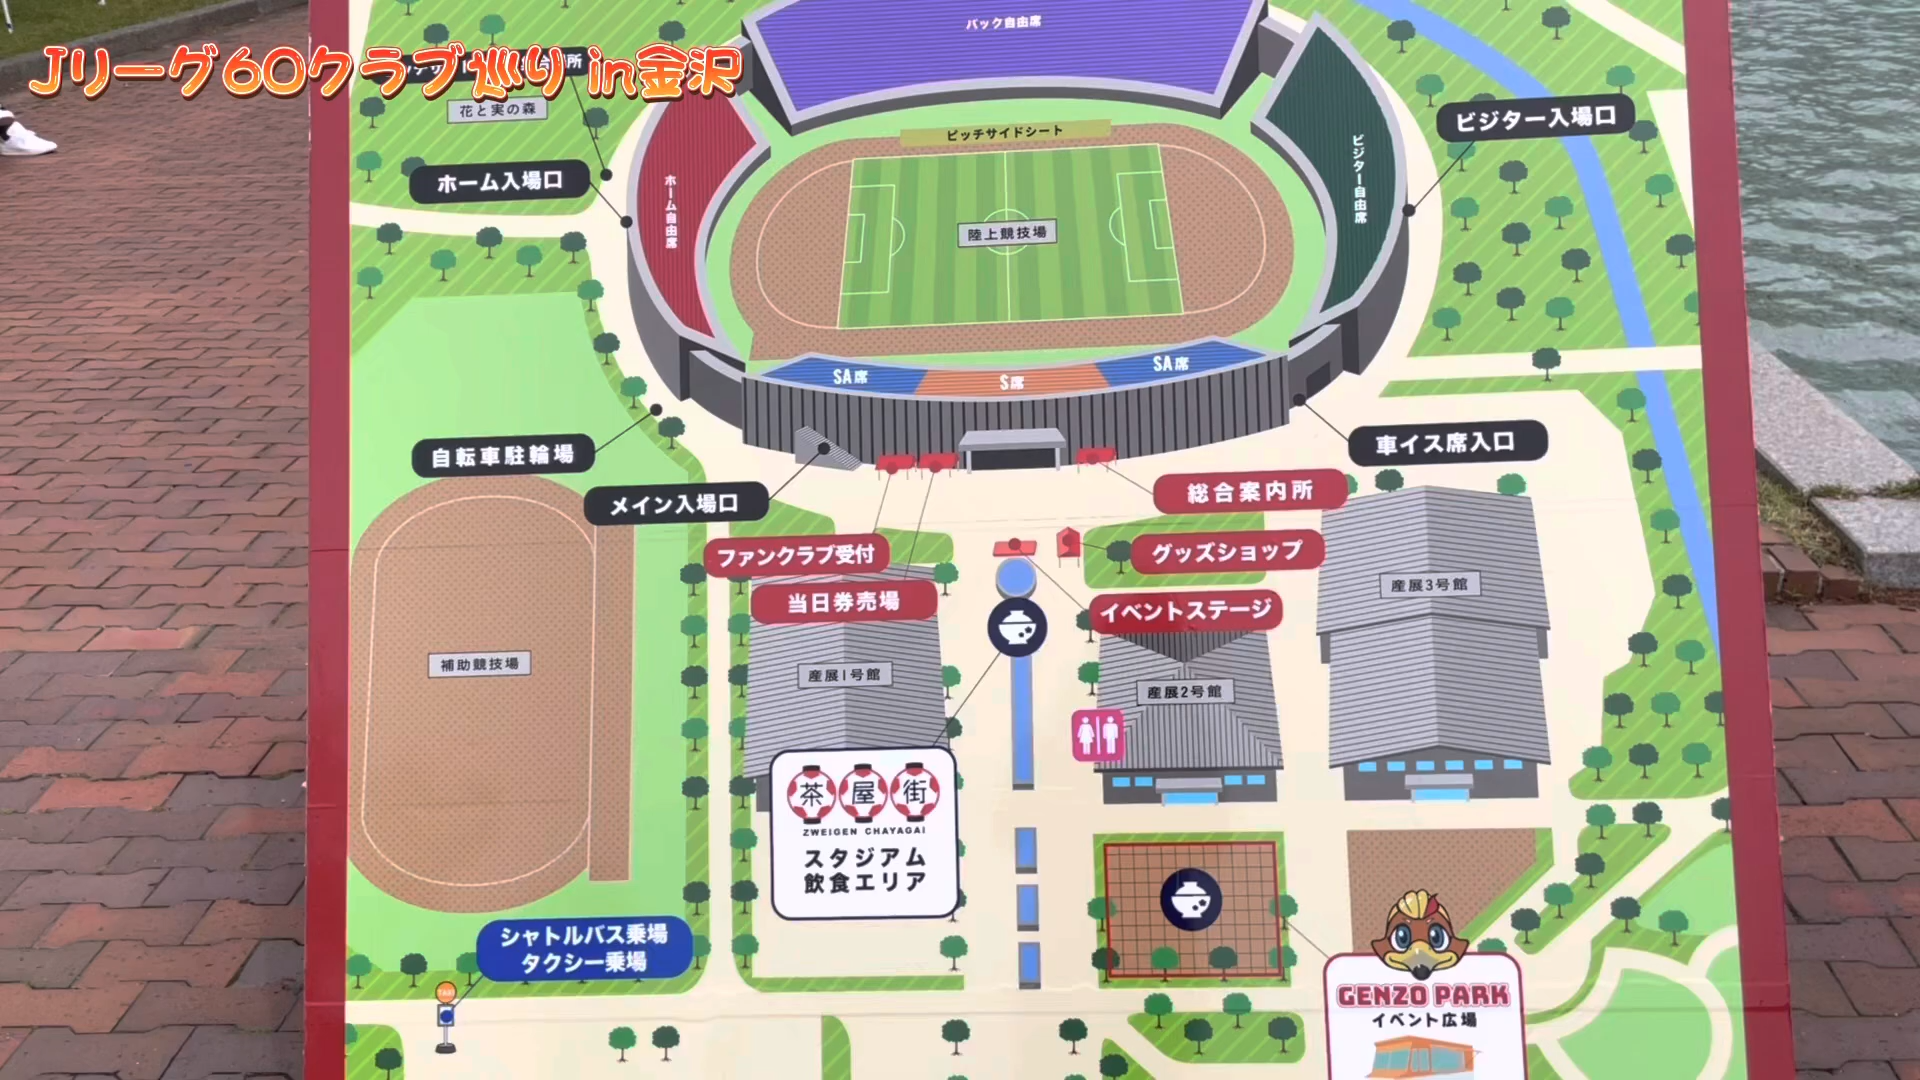 Jリーグ60クラブ巡り in金沢
バック自由席
花と実の森
ピッチサイドシート
ホーム入場口
ビジター入場口
ホーム自由席
ビジター自由席
陸上競技場
SA席
S席
SA席
自転車駐輪場
車イス席入口
メイン入場口
総合案内所
ファンクラブ受付
グッズショップ
当日券売場
イベントステージ
産展3号館
補助競技場
産展1号館
産展2号館
茶屋街
ZWEIGEN CHAYAGAI
スタジアム
飲食エリア
シャトルバス乗場
タクシー乗場
TAXI
GENZO PARK
イベント広場